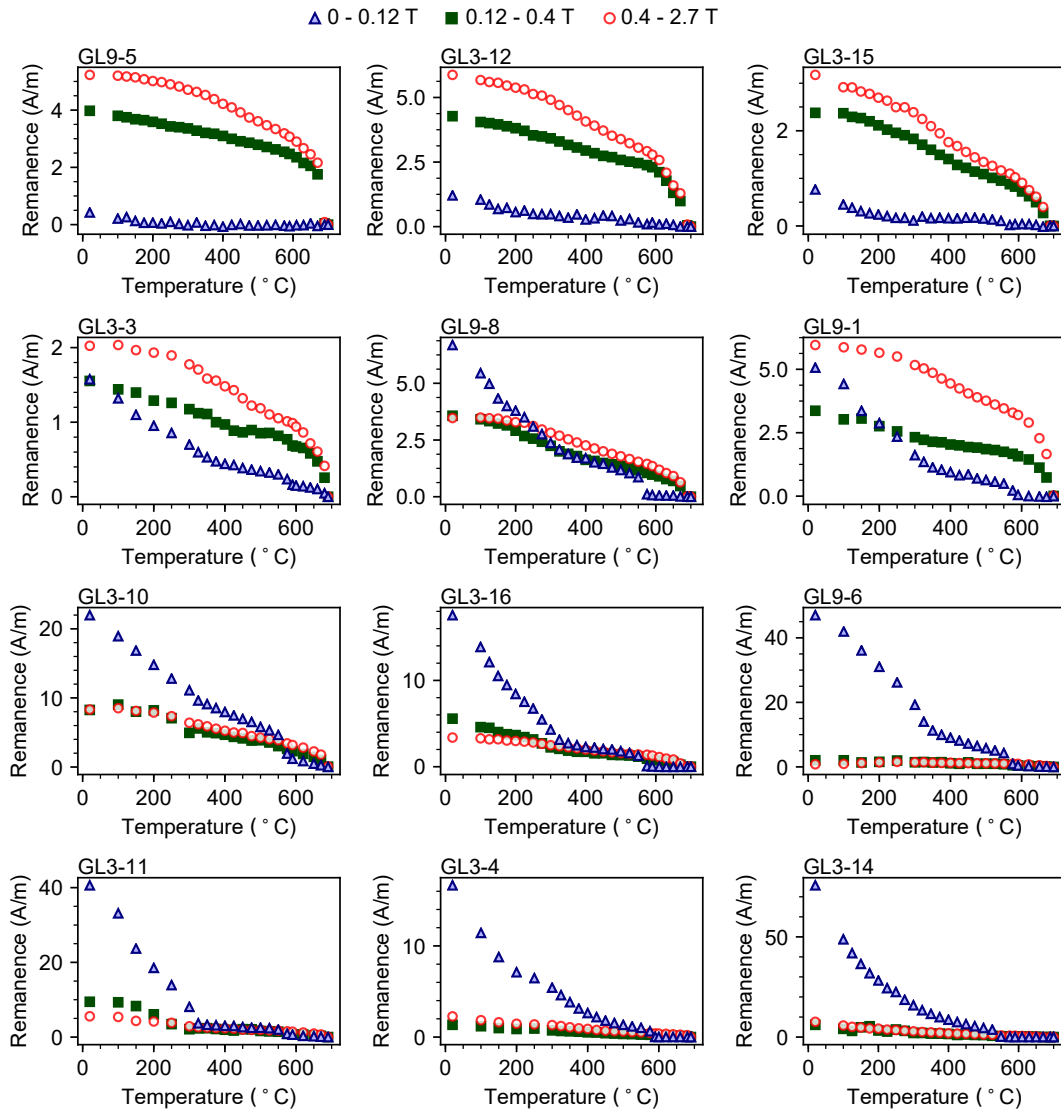 0 - 0.12 T 0.12 - 0.4 T 0.4 - 2.7 T
GL9-5 GL3-12 GL3-15
Remanence (A/m) 4 2 0 Remanence (A/m) 5.0 2.5 0.0 Remanence (A/m) 2 0
0 200 400 600 0 200 400 600 0 200 400 600
Temperature (°C) Temperature (°C) Temperature (°C)
GL3-3 GL9-8 GL9-1
Remanence (A/m) 2 1 0 Remanence (A/m) 5.0 2.5 0.0 Remanence (A/m) 5.0 2.5 0.0
0 200 400 600 0 200 400 600 0 200 400 600
Temperature (°C) Temperature (°C) Temperature (°C)
GL3-10 GL3-16 GL9-6
Remanence (A/m) 20 10 0 Remanence (A/m) 10 0 Remanence (A/m) 40 20 0
0 200 400 600 0 200 400 600 0 200 400 600
Temperature (°C) Temperature (°C) Temperature (°C)
GL3-11 GL3-4 GL3-14
Remanence (A/m) 40 20 0 Remanence (A/m) 10 0 Remanence (A/m) 50 0
0 200 400 600 0 200 400 600 0 200 400 600
Temperature (°C) Temperature (°C) Temperature (°C)